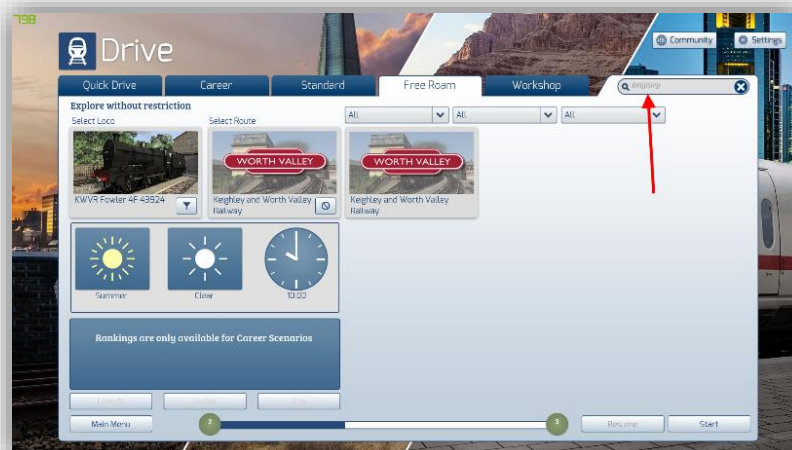 798
Drive
Community
Settings
Quick Drive
Career
Standard
Free Roam
Workshop
keighley
Explore without restriction
Select Loco
Select Route
All
All
All
WORTH VALLEY
WORTH VALLEY
KWVR Fowler 4F 43924
Keighley and Worth Valley
Railway
Keighley and Worth Valley
Railway
Summer
Clear
10:00
Rankings are only available for Career Scenarios
Main Menu
2
3
Resume
Start